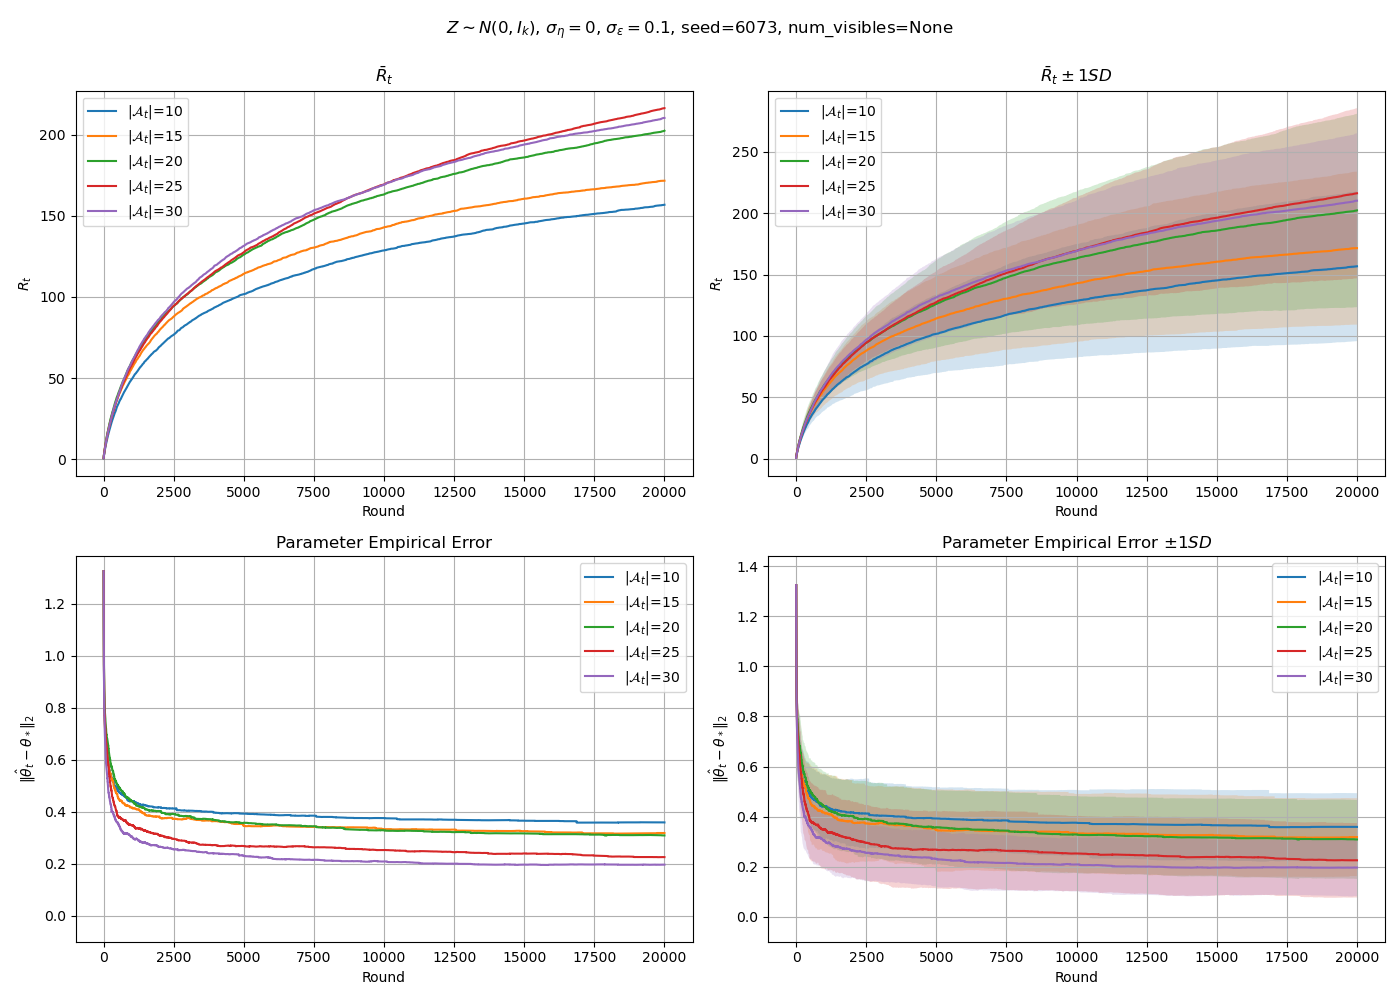 Z ∼ N(0, I_k), σ_η = 0, σ_ε = 0.1, seed=6073, num_visibles=None
R̄_t
R_t
|𝒜_t|=10
|𝒜_t|=15
|𝒜_t|=20
|𝒜_t|=25
|𝒜_t|=30
200
150
100
50
0
0 2500 5000 7500 10000 12500 15000 17500 20000
Round
R̄_t ± 1SD
R_t
|𝒜_t|=10
|𝒜_t|=15
|𝒜_t|=20
|𝒜_t|=25
|𝒜_t|=30
250
200
150
100
50
0
0 2500 5000 7500 10000 12500 15000 17500 20000
Round
Parameter Empirical Error
‖θ̂_t − θ_*‖₂
|𝒜_t|=10
|𝒜_t|=15
|𝒜_t|=20
|𝒜_t|=25
|𝒜_t|=30
1.2
1.0
0.8
0.6
0.4
0.2
0.0
0 2500 5000 7500 10000 12500 15000 17500 20000
Round
Parameter Empirical Error ±1SD
‖θ̂_t − θ_*‖₂
|𝒜_t|=10
|𝒜_t|=15
|𝒜_t|=20
|𝒜_t|=25
|𝒜_t|=30
1.4
1.2
1.0
0.8
0.6
0.4
0.2
0.0
0 2500 5000 7500 10000 12500 15000 17500 20000
Round